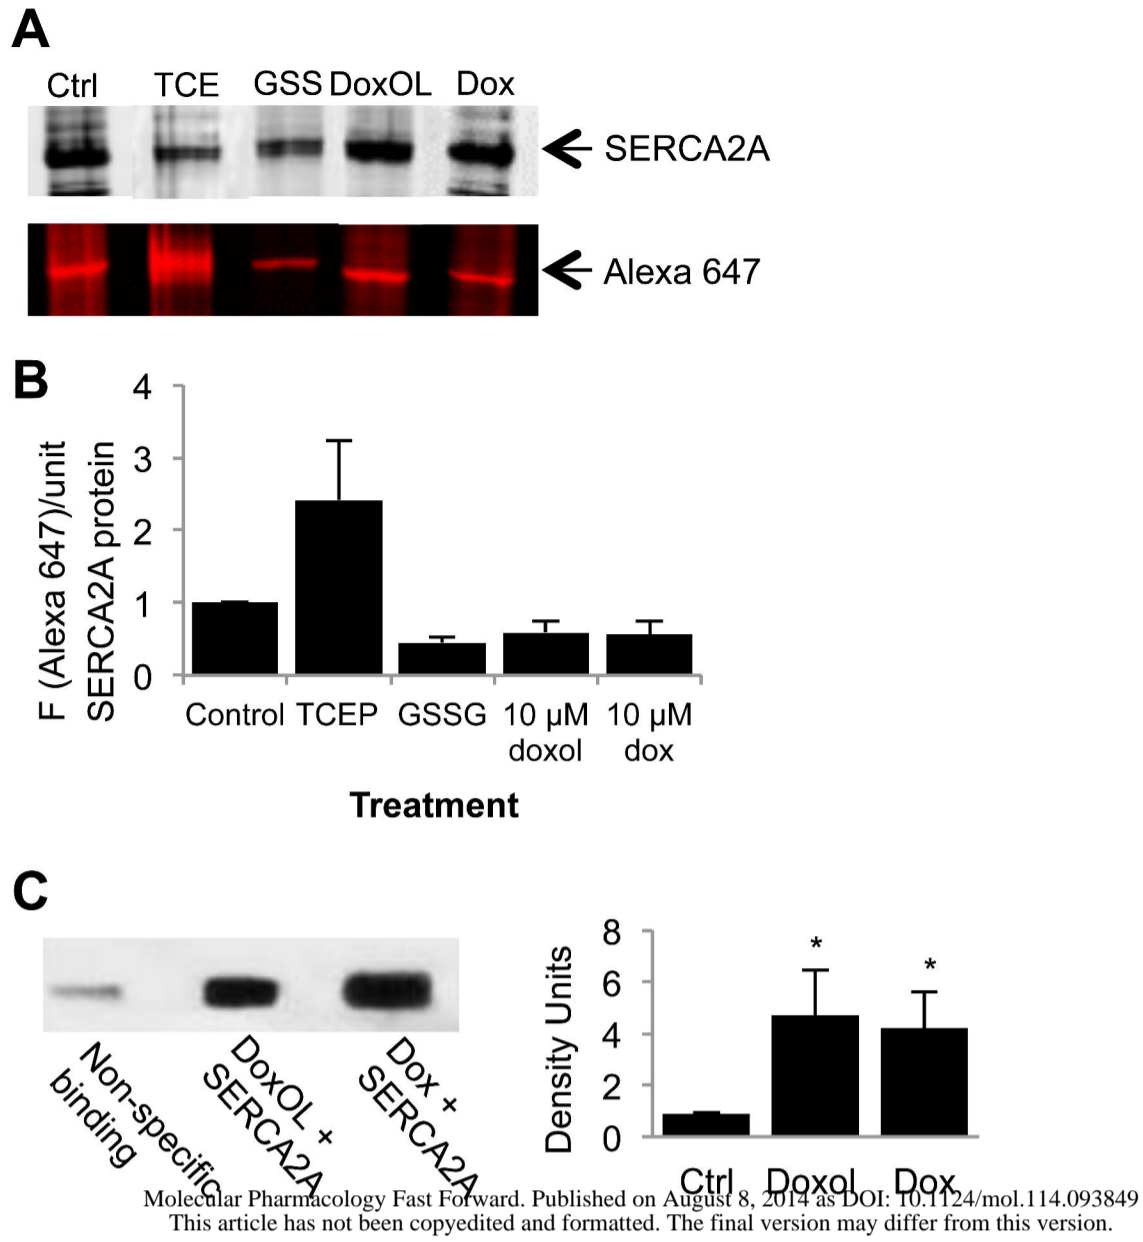 A
Ctrl TCE GSS DoxOL Dox
SERCA2A
Alexa 647
B
F (Alexa 647)/unit
SERCA2A protein
4
3
2
1
0
Control TCEP GSSG 10 µM doxol 10 µM dox
Treatment
C
Non-specific
binding
DoxOL +
SERCA2A
Dox +
SERCA2A
Density Units
8
6
4
2
0
*
*
Ctrl Doxol Dox
Molecular Pharmacology Fast Forward. Published on August 8, 2014 as DOI: 10.1124/mol.114.093849
This article has not been copyedited and formatted. The final version may differ from this version.